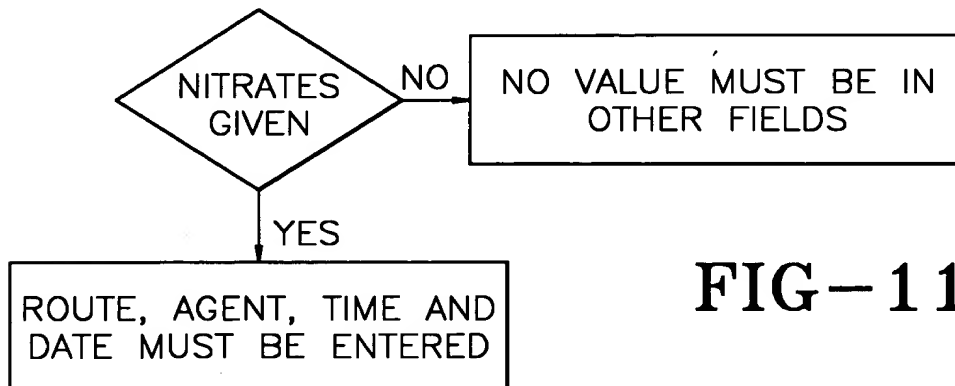 NITRATES
GIVEN
NO
NO VALUE MUST BE IN
OTHER FIELDS
YES
ROUTE, AGENT, TIME AND
DATE MUST BE ENTERED
FIG-11